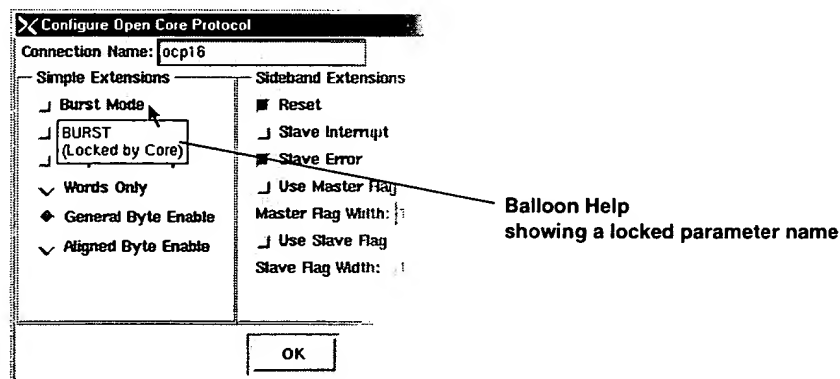 Configure Open Core Protocol
Connection Name: ocp16
Simple Extensions
Burst Mode
BURST
(Locked by Core)
Words Only
General Byte Enable
Aligned Byte Enable
Sideband Extensions
Reset
Slave Interrupt
Slave Error
Use Master Flag
Master Flag Width:
Use Slave Flag
Slave Flag Width:
OK
Balloon Help
showing a locked parameter name